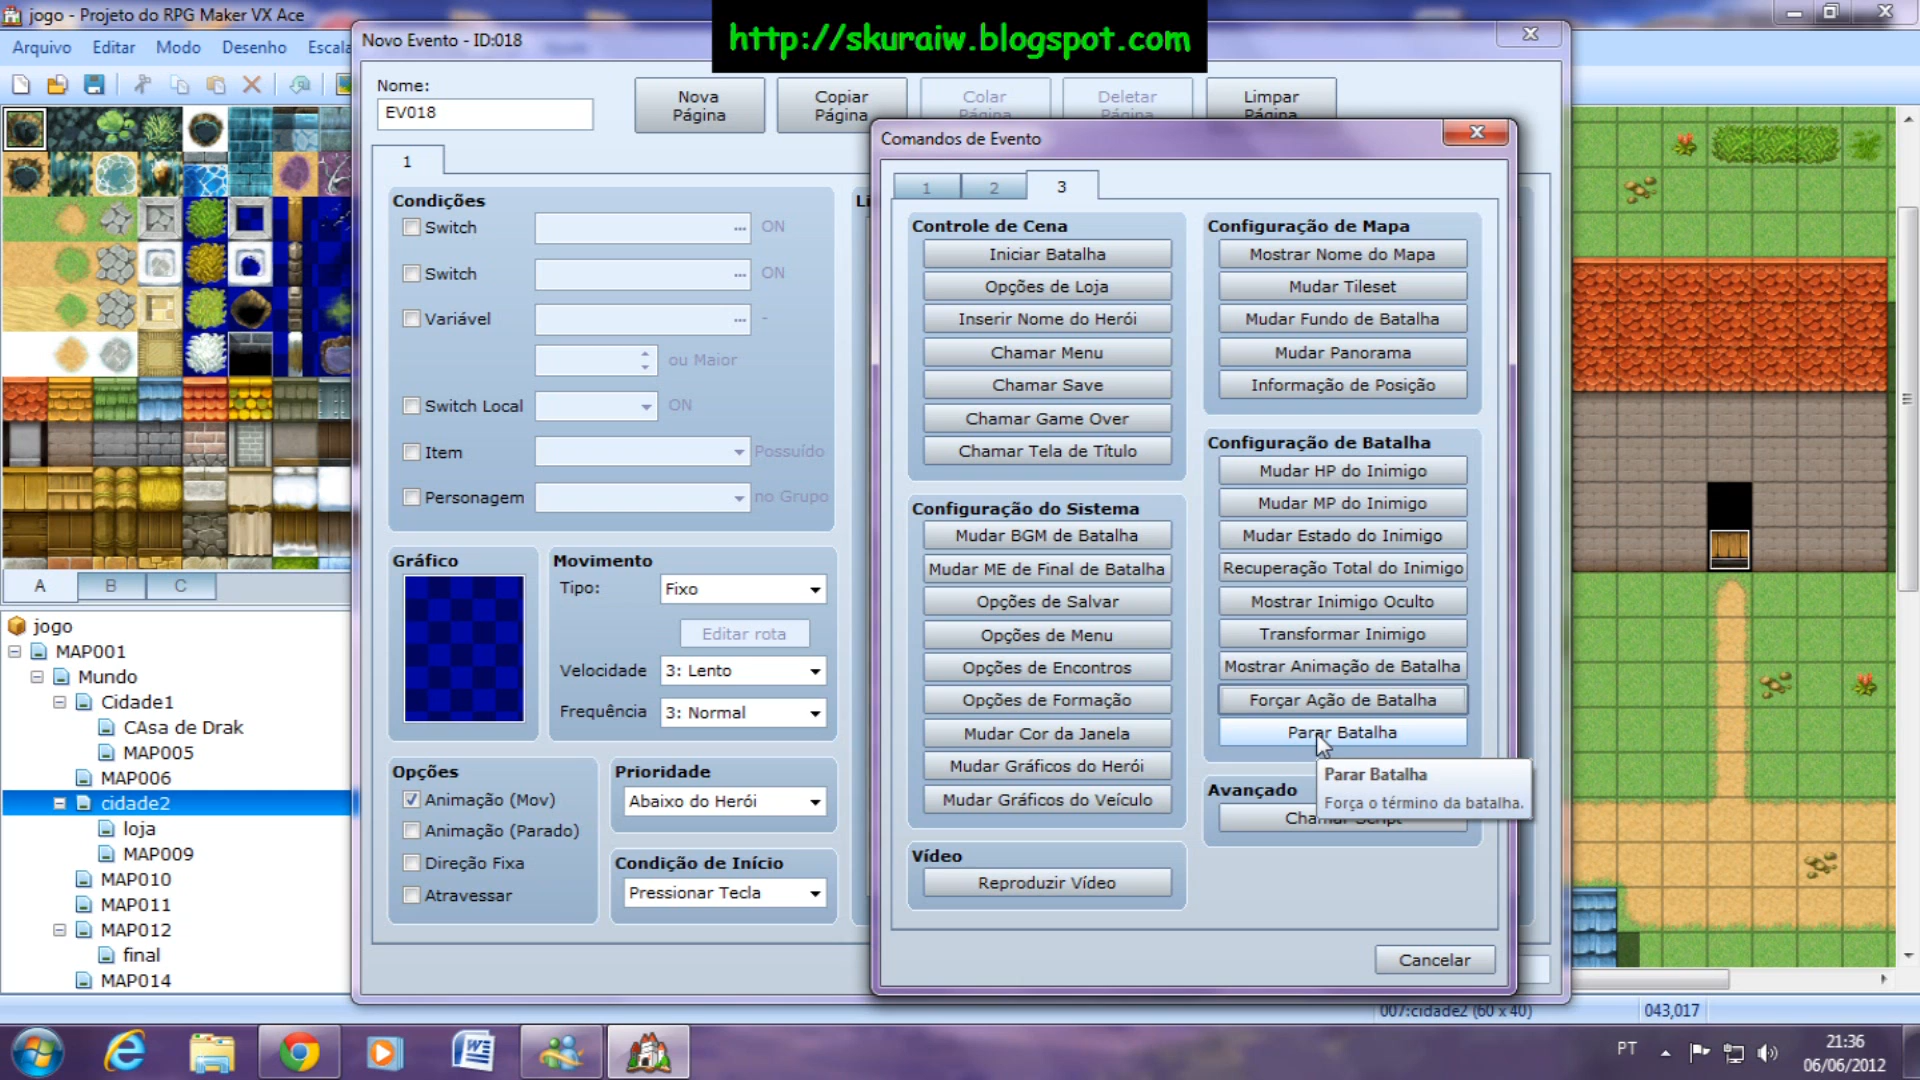 jogo - Projeto do RPG Maker VX Ace
http://skuraiw.blogspot.com
Arquivo Editar Modo Desenho Escala
Novo Evento - ID:018
Nome:
EV018
Nova Página
Copiar Página
Colar Página
Deletar Página
Limpar Página
1
Condições
Switch ... ON
Switch ... ON
Variável ... -
ou Maior
Switch Local ON
Item Possuído
Personagem no Grupo
Gráfico
Movimento
Tipo: Fixo
Editar rota
Velocidade 3: Lento
Frequência 3: Normal
Opções
Animação (Mov)
Animação (Parado)
Direção Fixa
Atravessar
Prioridade
Abaixo do Herói
Condição de Início
Pressionar Tecla
Li
Comandos de Evento
1 2 3
Controle de Cena
Iniciar Batalha
Opções de Loja
Inserir Nome do Herói
Chamar Menu
Chamar Save
Chamar Game Over
Chamar Tela de Título
Configuração do Sistema
Mudar BGM de Batalha
Mudar ME de Final de Batalha
Opções de Salvar
Opções de Menu
Opções de Encontros
Opções de Formação
Mudar Cor da Janela
Mudar Gráficos do Herói
Mudar Gráficos do Veículo
Vídeo
Reproduzir Vídeo
Configuração de Mapa
Mostrar Nome do Mapa
Mudar Tileset
Mudar Fundo de Batalha
Mudar Panorama
Informação de Posição
Configuração de Batalha
Mudar HP do Inimigo
Mudar MP do Inimigo
Mudar Estado do Inimigo
Recuperação Total do Inimigo
Mostrar Inimigo Oculto
Transformar Inimigo
Mostrar Animação de Batalha
Forçar Ação de Batalha
Parar Batalha
Parar Batalha
Força o término da batalha.
Avançado
Chamar Script
Cancelar
A B C
jogo
MAP001
Mundo
Cidade1
CAsa de Drak
MAP005
MAP006
cidade2
loja
MAP009
MAP010
MAP011
MAP012
final
MAP014
007:cidade2 (60 x 40)
043,017
PT
21:36
06/06/2012